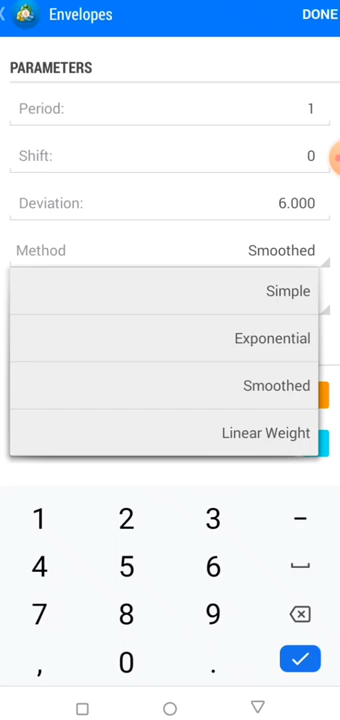 Envelopes DONE
PARAMETERS
Period: 1
Shift: 0
Deviation: 6.000
Method Smoothed
Simple
Exponential
Smoothed
Linear Weight
1 2 3 –
4 5 6
7 8 9
, 0 .